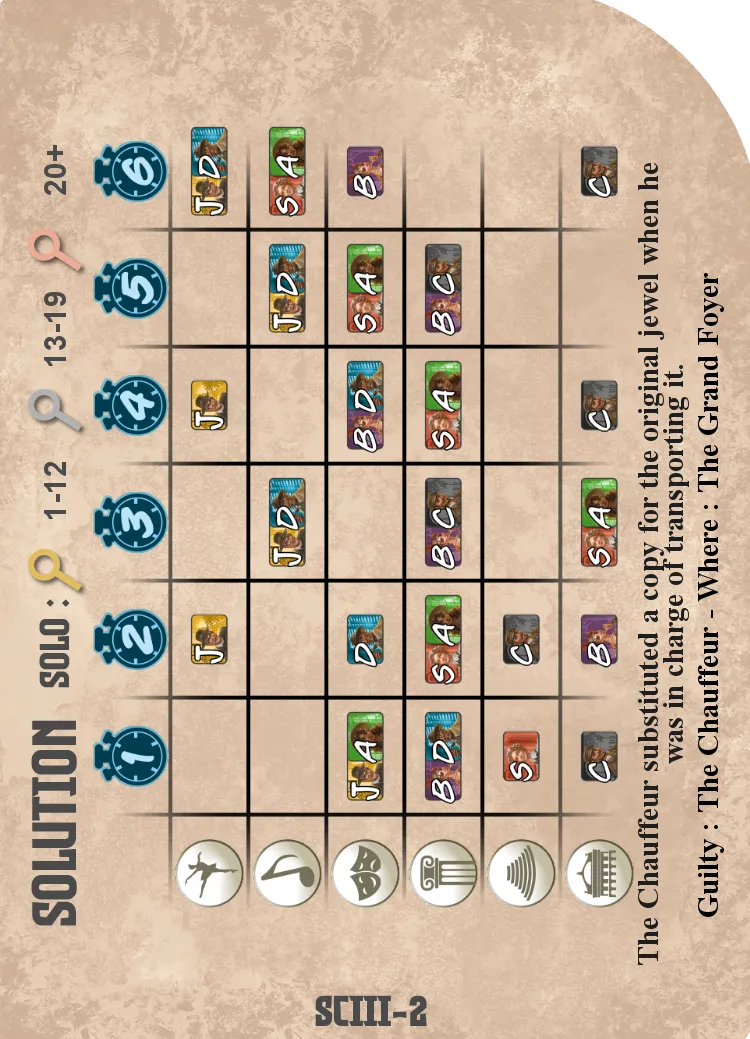 SOLUTION SOLO : 1-12 13-19 20+
1 2 3 4 5 6
J J J D
J D J D S A
J A D B D S A B
B D S A B C S A B C
S C
C B S A C C
The Chauffeur substituted a copy for the original jewel when he
was in charge of transporting it.
Guilty : The Chauffeur - Where : The Grand Foyer
SCIII-2